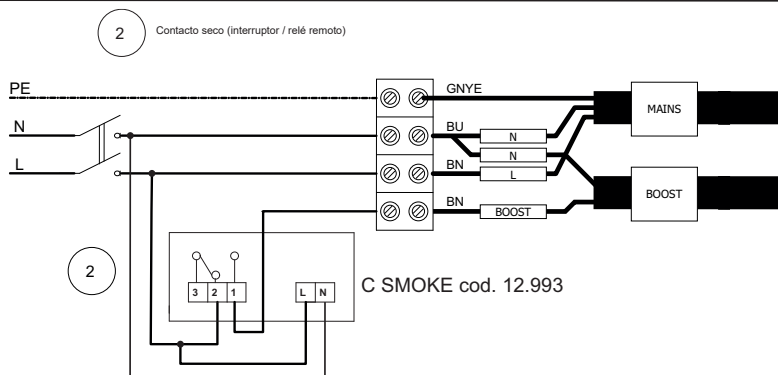 2 Contacto seco (interruptor / relé remoto)
PE
GNYE
MAINS
N
BU
N
N
L
BN
L
BOOST
BN
BOOST
2
3 2 1
L N
C SMOKE cod. 12.993